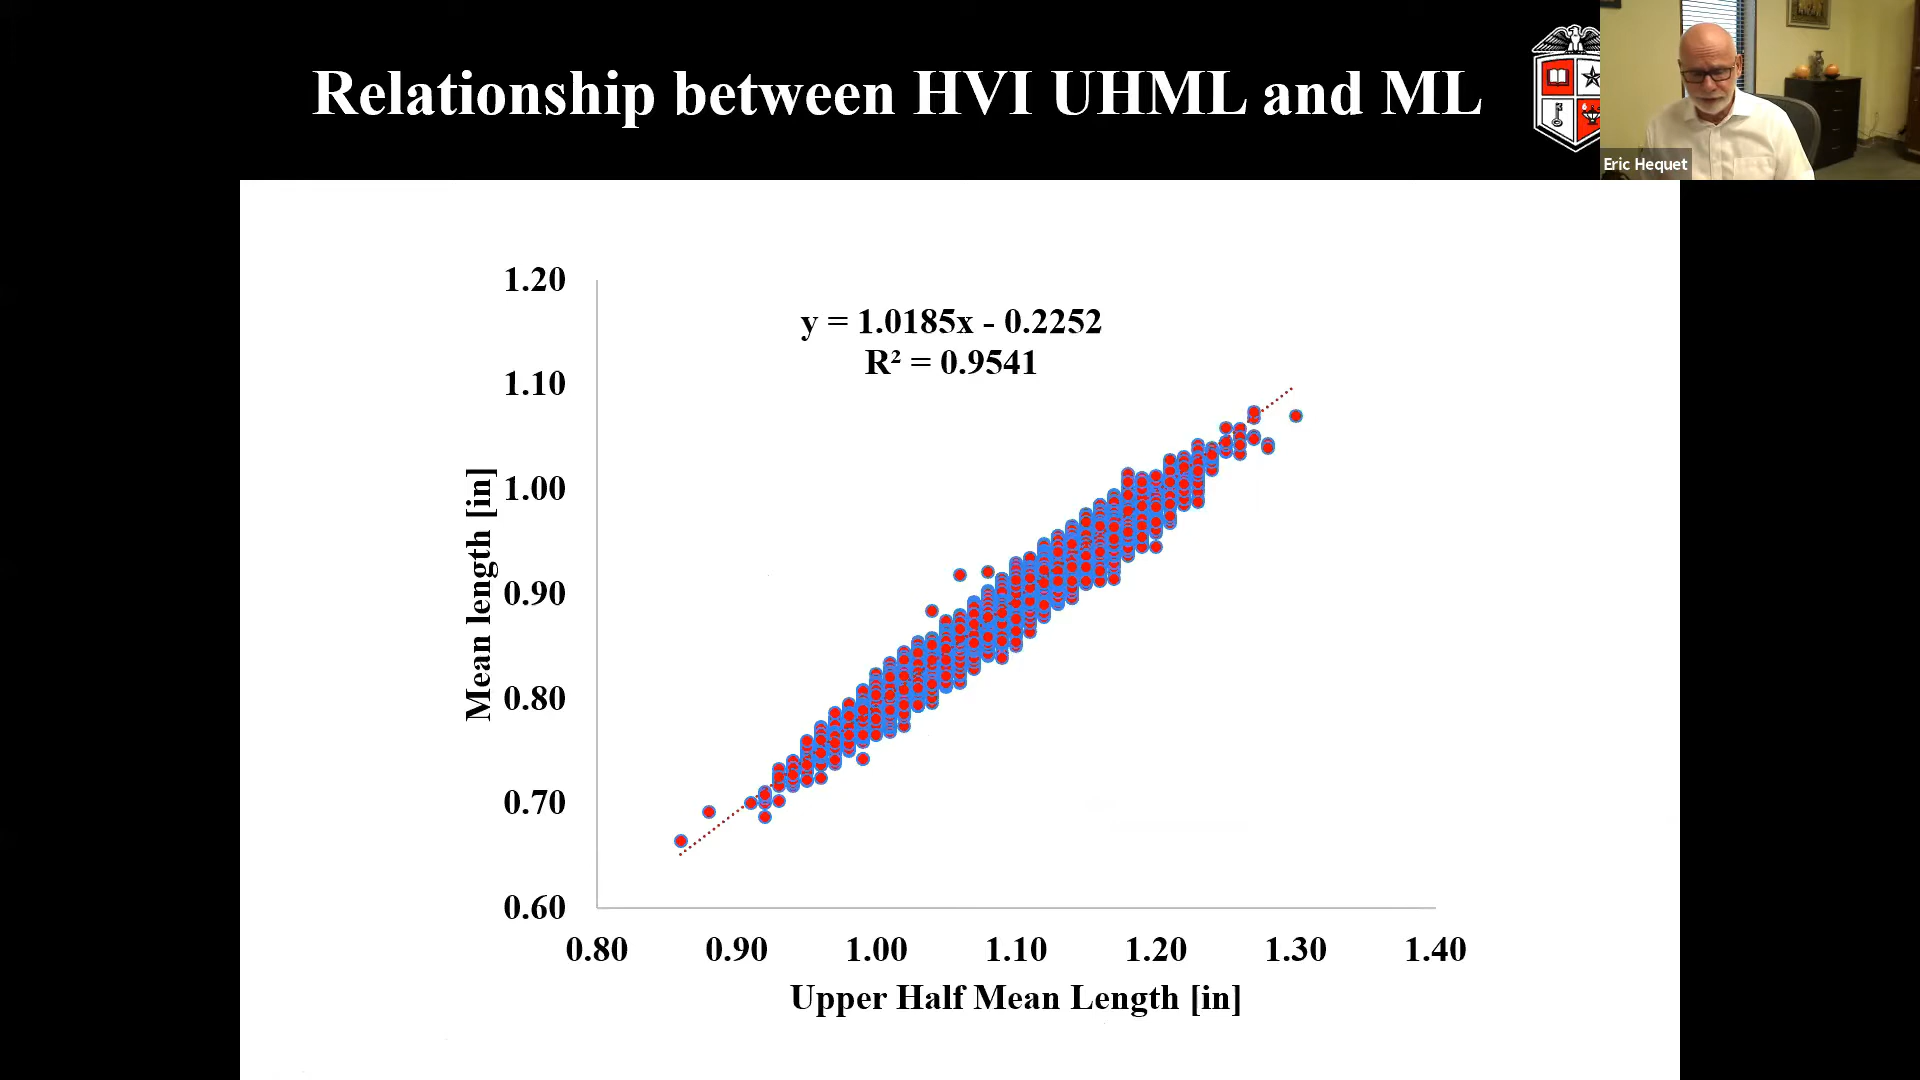 Relationship between HVI UHML and ML
Eric Hequet
y = 1.0185x - 0.2252
R² = 0.9541
1.20
1.10
1.00
0.90
0.80
0.70
0.60
Mean length [in]
0.80 0.90 1.00 1.10 1.20 1.30 1.40
Upper Half Mean Length [in]